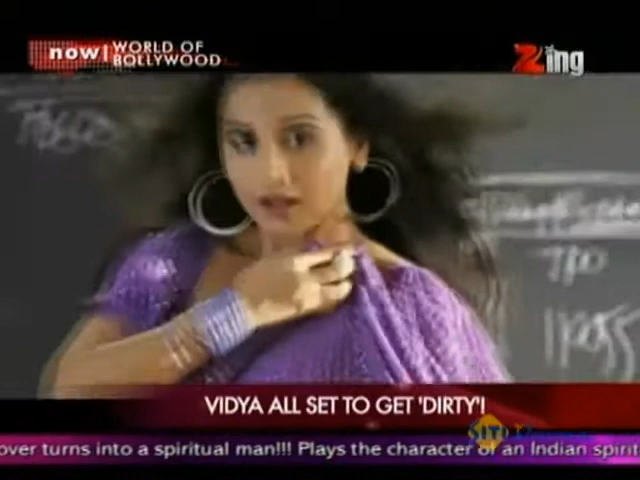 now | WORLD OF
BOLLYWOOD
Zing
VIDYA ALL SET TO GET 'DIRTY'!
SITI
over turns into a spiritual man!!! Plays the character of an Indian spirit